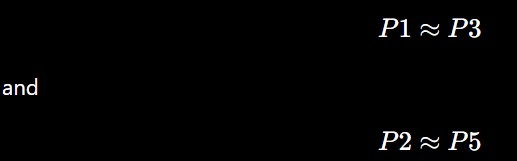 P1 ≈ P3
and
P2 ≈ P5